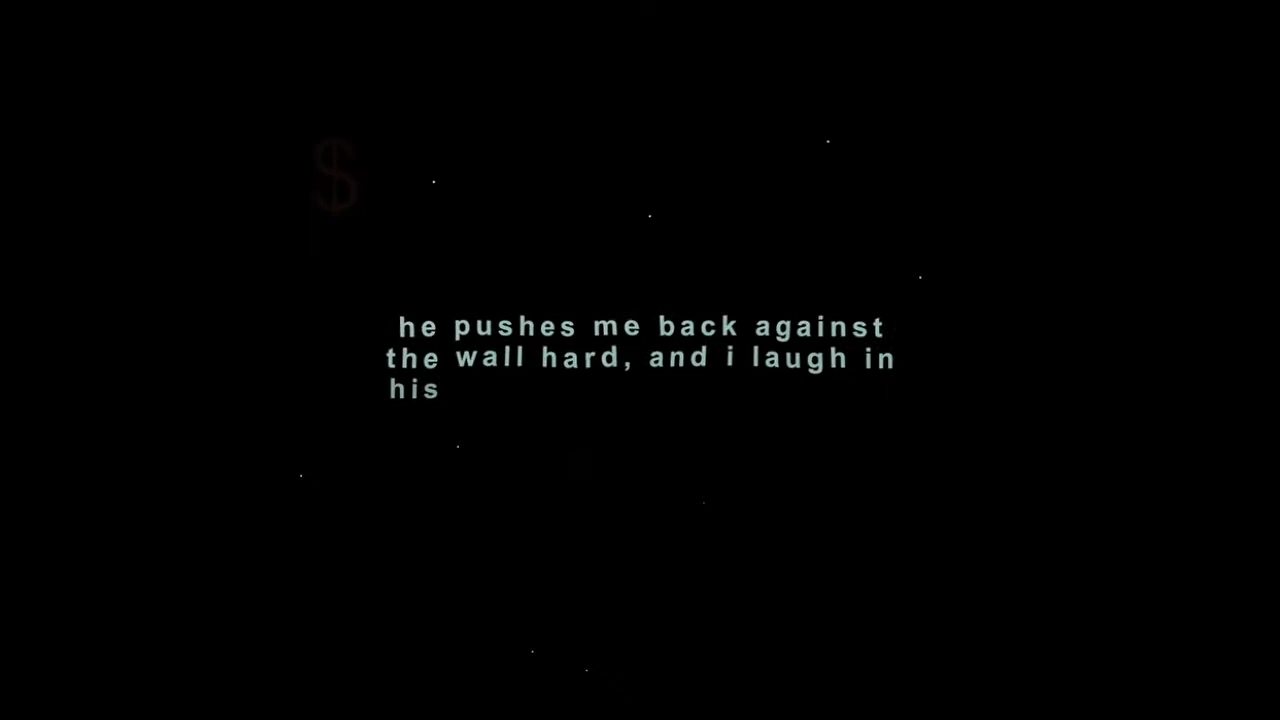 $
he pushes me back against
the wall hard, and i laugh in
his